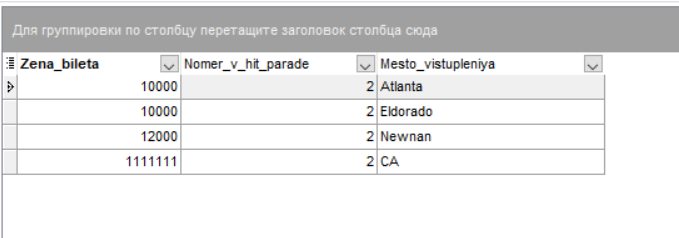 Для группировки по столбцу перетащите заголовок столбца сюда
Zena_bileta Nomer_v_hit_parade Mesto_vistupleniya
10000 2 Atlanta
10000 2 Eldorado
12000 2 Newnan
1111111 2 CA